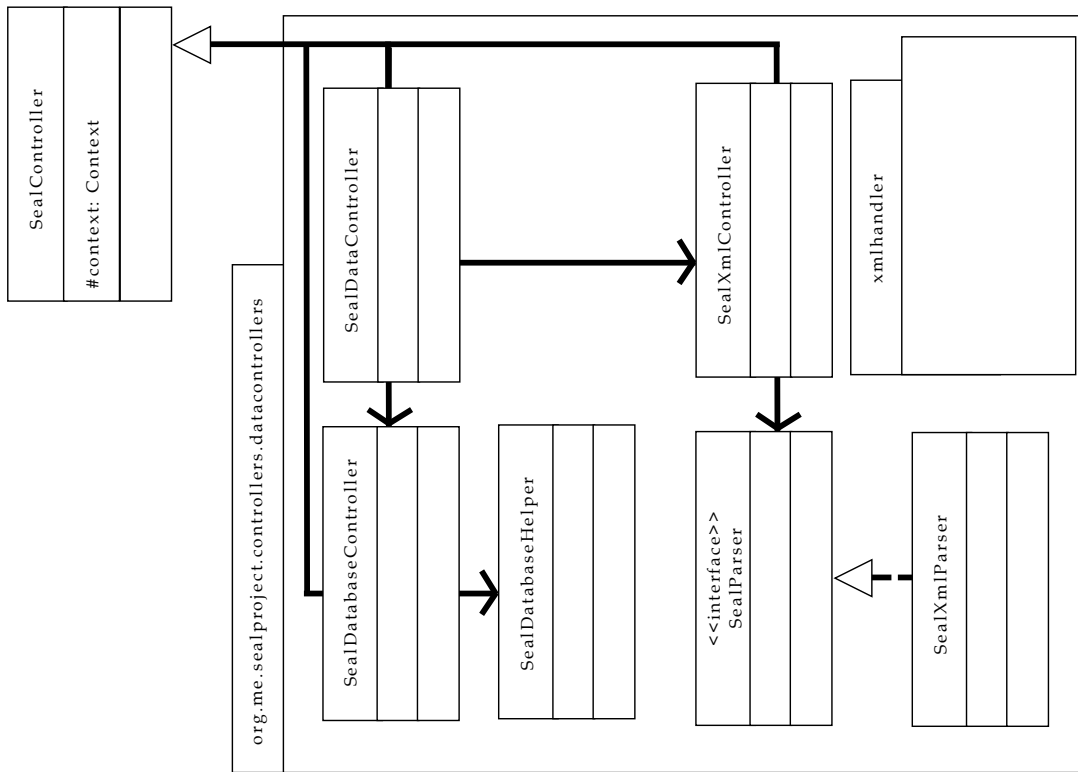 SealController
#context: Context
org.me.sealproject.controllers.datacontrollers
SealDataController
SealXmlController
xmlhandler
SealDatabaseController
SealDatabaseHelper
<<interface>>
SealParser
SealXmlParser